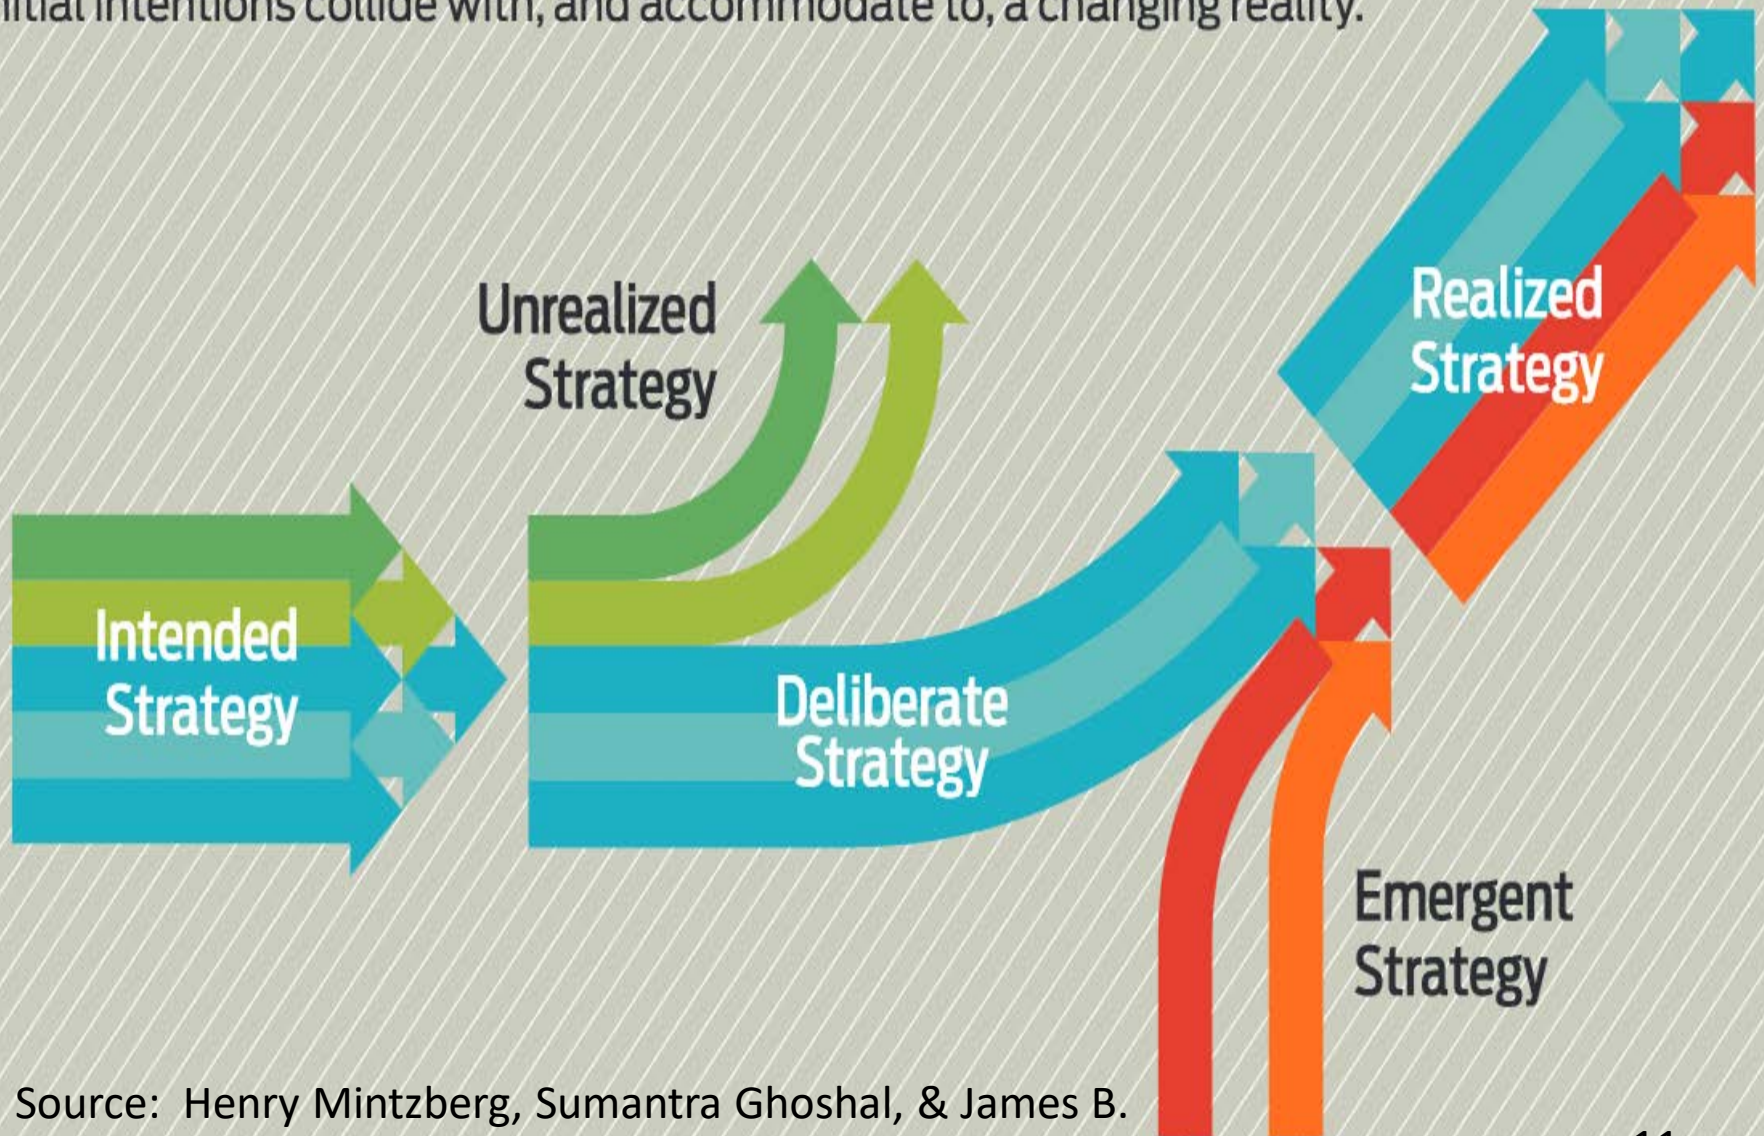 intentions collide with, and accommodate to, a changing reality.
Unrealized
Strategy
Realized
Strategy
Intended
Strategy
Deliberate
Strategy
Emergent
Strategy
Source: Henry Mintzberg, Sumantra Ghoshal, & James B.